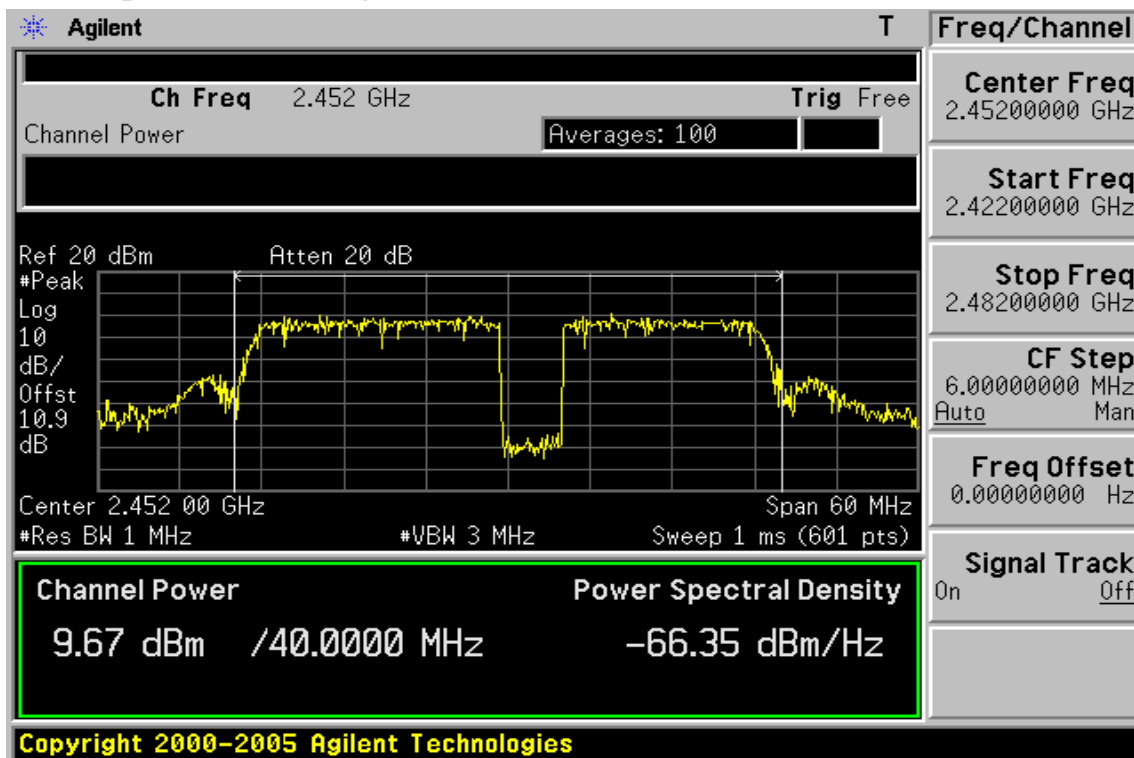 Agilent T Freq/Channel
Ch Freq 2.452 GHz Trig Free
Channel Power Averages: 100
Ref 20 dBm Atten 20 dB
#Peak
Log
10
dB/
Offst
10.9
dB
Center 2.452 00 GHz Span 60 MHz
#Res BW 1 MHz #VBW 3 MHz Sweep 1 ms (601 pts)
Channel Power Power Spectral Density
9.67 dBm /40.0000 MHz -66.35 dBm/Hz
Center Freq
2.45200000 GHz
Start Freq
2.42200000 GHz
Stop Freq
2.48200000 GHz
CF Step
6.00000000 MHz
Auto Man
Freq Offset
0.00000000 Hz
Signal Track
On Off
Copyright 2000-2005 Agilent Technologies